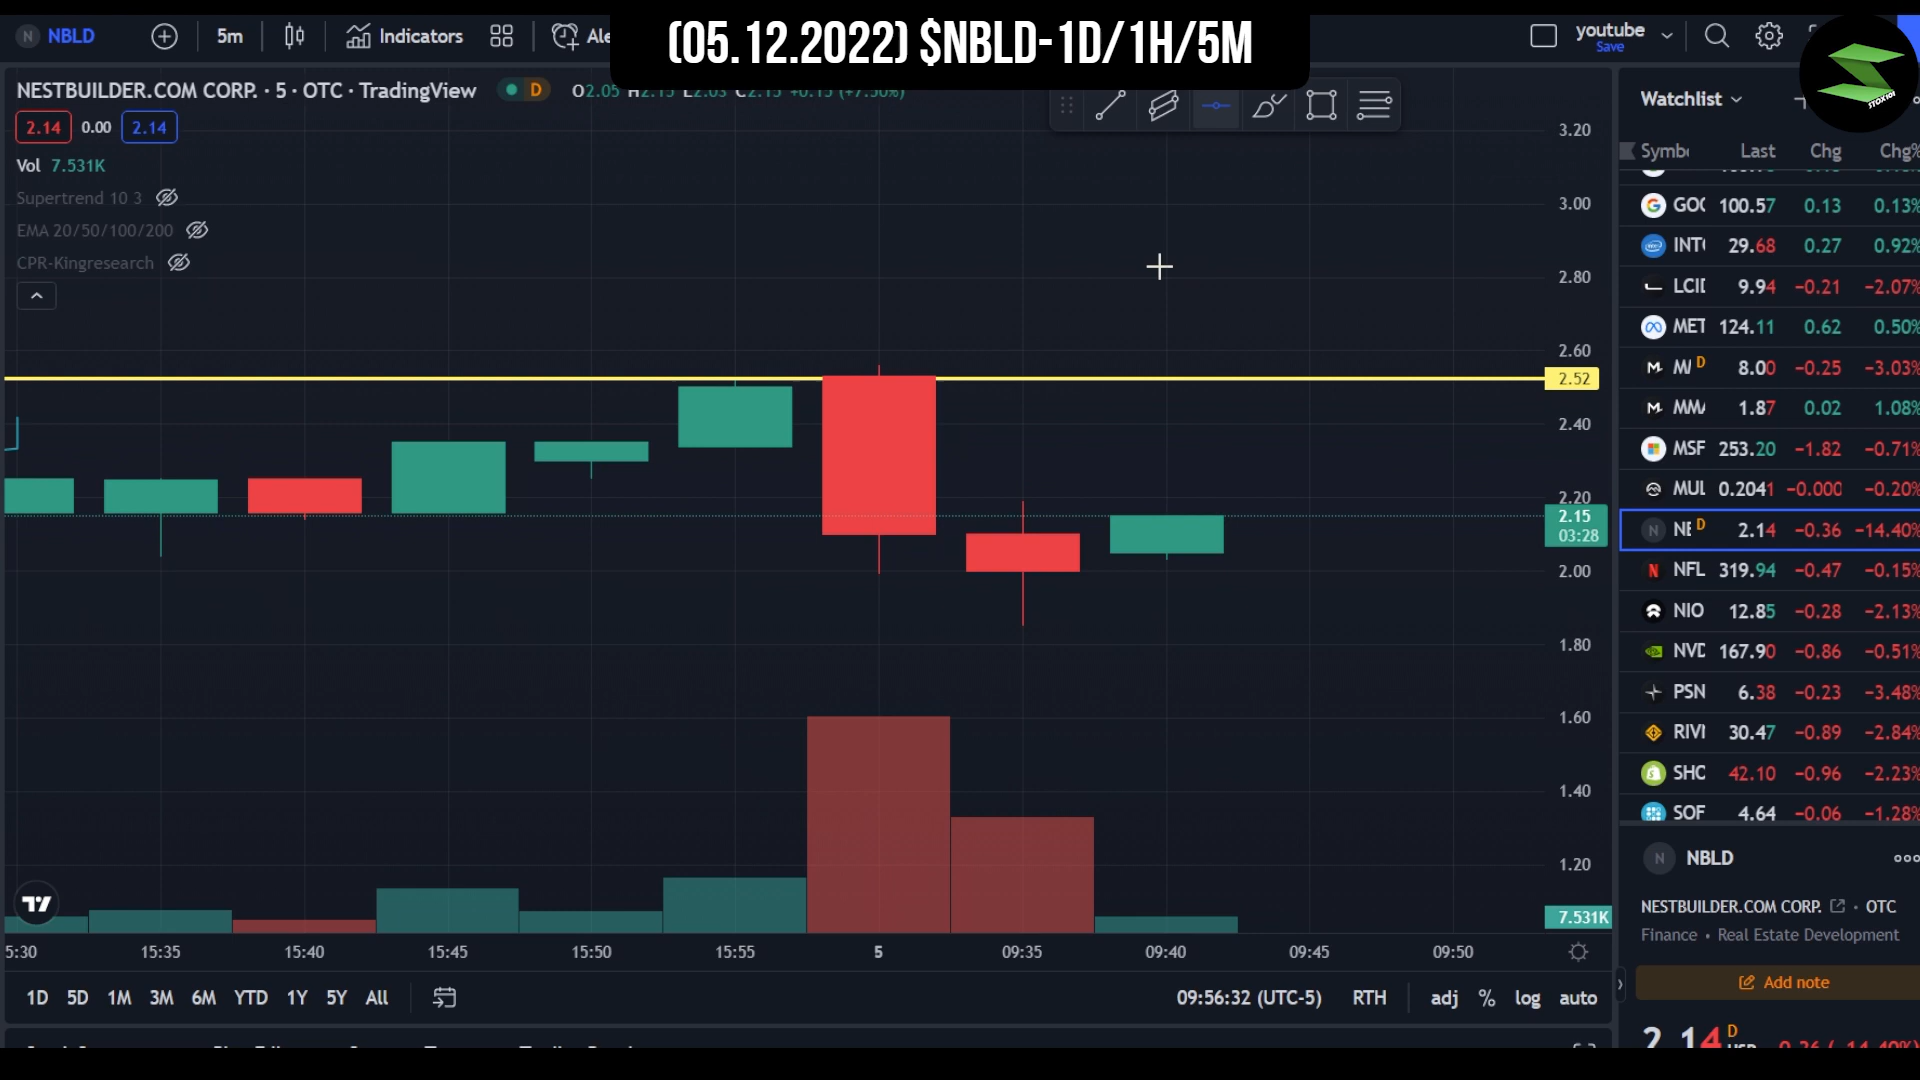 (05.12.2022) $NBLD-1D/1H/5M
N NBLD 5m Indicators Ale youtube
Save
NESTBUILDER.COM CORP. · 5 · OTC · TradingView D O2.05 H2.15 L2.03 C2.15 +0.15 (+7.50%)
2.14 0.00 2.14
Vol 7.531K
Supertrend 10 3
EMA 20/50/100/200
CPR-Kingresearch
STOX101
3.20
3.00
2.80
2.60
2.52
2.40
2.20
2.15
03:28
2.00
1.80
1.60
1.40
1.20
7.531K
5:30 15:35 15:40 15:45 15:50 15:55 5 09:35 09:40 09:45 09:50
1D 5D 1M 3M 6M YTD 1Y 5Y All 09:56:32 (UTC-5) RTH adj % log auto
Watchlist
Symb Last Chg Chg%
GO 100.57 0.13 0.13%
INT 29.68 0.27 0.92%
LCI 9.94 −0.21 −2.07%
MET 124.11 0.62 0.50%
M D 8.00 −0.25 −3.03%
MM 1.87 0.02 1.08%
MSF 253.20 −1.82 −0.71%
MUL 0.2041 −0.000 −0.20%
N NE D 2.14 −0.36 −14.40%
NFL 319.94 −0.47 −0.15%
NIO 12.85 −0.28 −2.13%
NVD 167.90 −0.86 −0.51%
PSN 6.38 −0.23 −3.48%
RIV 30.47 −0.89 −2.84%
SHO 42.10 −0.96 −2.23%
SOF 4.64 −0.06 −1.28%
N NBLD
NESTBUILDER.COM CORP. · OTC
Finance • Real Estate Development
Add note
2.14 D